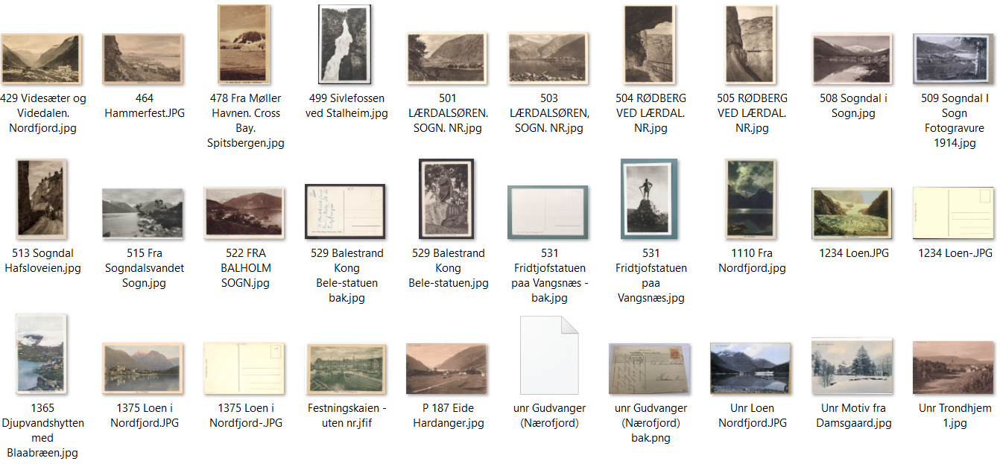 429 Videsæter og
Videdalen.
Nordfjord.jpg
464
Hammerfest.JPG
478 Fra Møller
Havnen. Cross
Bay.
Spitsbergen.jpg
499 Sivlefossen
ved Stalheim.jpg
501
LÆRDALSØREN.
SOGN. NR.jpg
503
LÆRDALSØREN,
SOGN. NR.jpg
504 RØDBERG
VED LÆRDAL.
NR.jpg
505 RØDBERG
VED LÆRDAL.
NR.jpg
508 Sogndal i
Sogn.jpg
509 Sogndal I
Sogn
Fotogravure
1914.jpg
513 Sogndal
Hafsloveien.jpg
515 Fra
Sogndalsvandet
Sogn.jpg
522 FRA
BALHOLM
SOGN.jpg
529 Balestrand
Kong
Bele-statuen
bak.jpg
529 Balestrand
Kong
Bele-statuen.jpg
531
Fridtjofstatuen
paa Vangsnæs -
bak.jpg
531
Fridtjofstatuen
paa
Vangsnæs.jpg
1110 Fra
Nordfjord.jpg
1234 Loen.JPG
1234 Loen-.JPG
1365
Djupvandshytten
med
Blaabræen.jpg
1375 Loen i
Nordfjord.JPG
1375 Loen i
Nordfjord-.JPG
Festningskaien -
uten nr.jfif
P 187 Eide
Hardanger.jpg
unr Gudvanger
(Nærofjord)
unr Gudvanger
(Nærofjord)
bak.png
Unr Loen
Nordfjord.JPG
Unr Motiv fra
Damsgaard.jpg
Unr Trondhjem
1.jpg